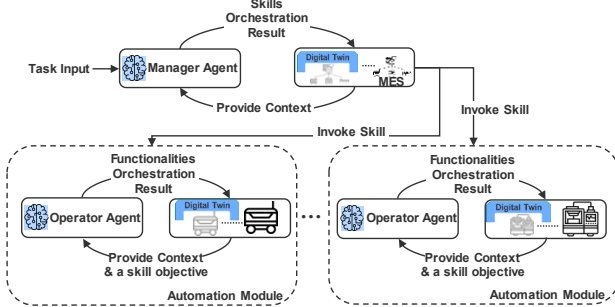 Skills
Orchestration
Result
Task Input
Manager Agent
Digital Twin
MES
Provide Context
Invoke Skill
Invoke Skill
Functionalities
Orchestration
Result
Operator Agent
Digital Twin
Provide Context
& a skill objective
Automation Module
Functionalities
Orchestration
Result
Operator Agent
Digital Twin
Provide Context
& a skill objective
Automation Module